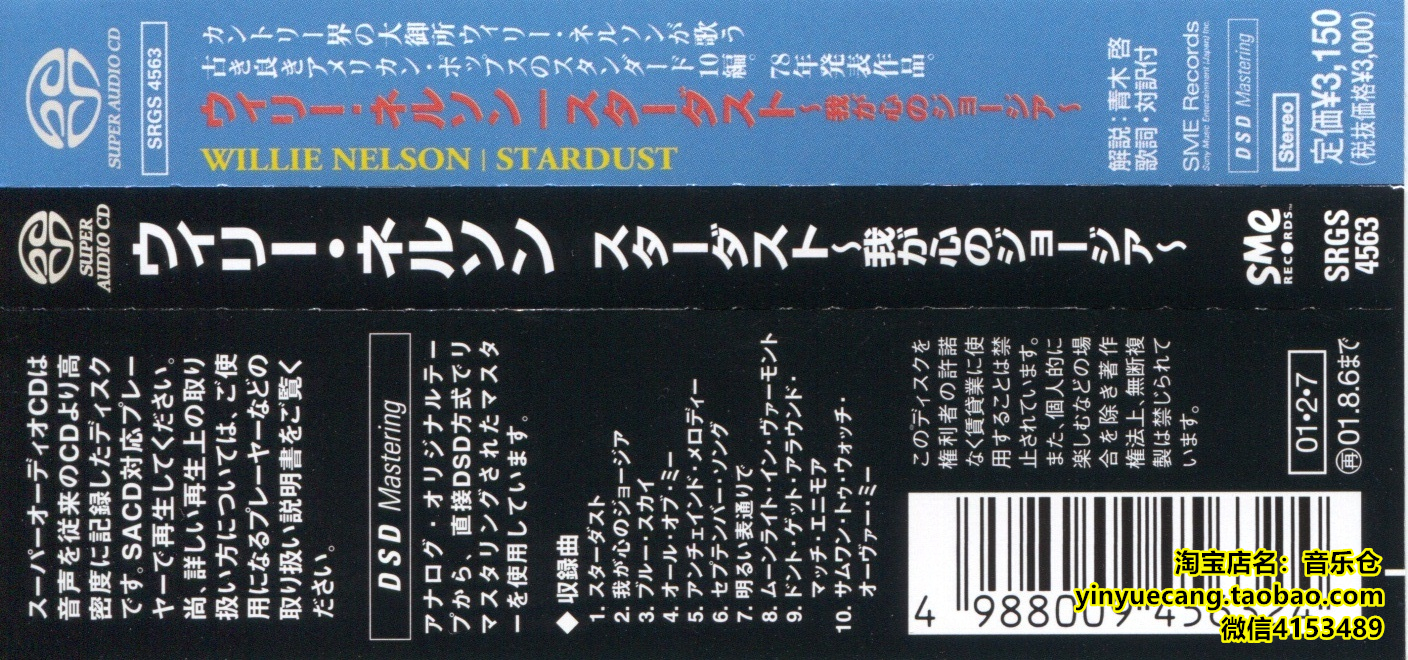 SUPER AUDIO CD
SRGS 4563
カントリー界の大御所ウィリー・ネルソンが歌う
古き良きアメリカン・ポップスのスタンダード10編。78年発表作品。
ウィリー・ネルソン―スターダスト～我が心のジョージア～
WILLIE NELSON | STARDUST
解説：青木 啓
歌詞・対訳付
SME Records
Sony Music Entertainment (Japan) Inc.
DSD Mastering
Stereo
定価¥3,150
(税抜価格¥3,000)
SUPER
AUDIO CD
ウィリー・ネルソン スターダスト～我が心のジョージア～
SMe
RECORDS™
SRGS
4563
スーパーオーディオCDは
音声を従来のCDより高
密度に記録したディスク
です。SACD対応プレー
ヤーで再生してください。
尚、詳しい再生上の取り
扱い方については、ご使
用になるプレーヤーなどの
取り扱い説明書をご覧く
ださい。
DSD Mastering
アナログ・オリジナルテー
プから、直接DSD方式でリ
マスタリングされたマスタ
ーを使用しています。
◆収録曲
1. スターダスト
2. 我が心のジョージア
3. ブルー・スカイ
4. オール・オブ・ミー
5. アンチェインド・メロディー
6. セプテンバー・ソング
7. 明るい表通りで
8. ムーンライト・イン・ヴァーモント
9. ドント・ゲット・アラウンド・
マッチ・エニモア
10. サムワン・トゥ・ウォッチ・
オーヴァー・ミー
このディスクを
権利者の許諾
なく賃貸業に使
用することは禁
止されています。
また、個人的に
楽しむなどの場
合を除き著作
権法上、無断複
製は禁じられて
います。
01・2・7
再01.8.6まで
4 988009
淘宝店名：音乐仓
yinyuecang.taobao.com
微信4153489